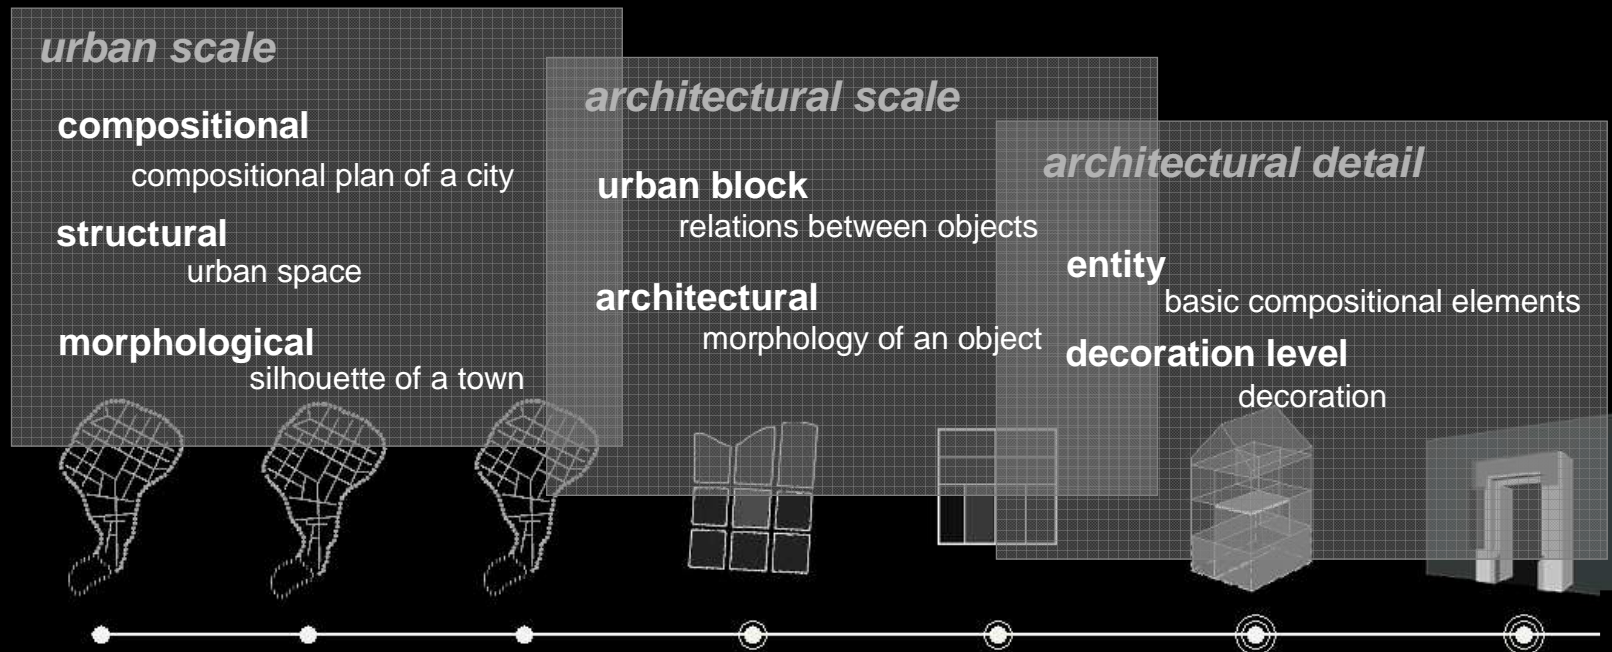 urban scale
compositional
compositional plan of a city
structural
urban space
morphological
silhouette of a town
architectural scale
urban block
relations between objects
architectural
morphology of an object
architectural detail
entity
basic compositional elements
decoration level
decoration